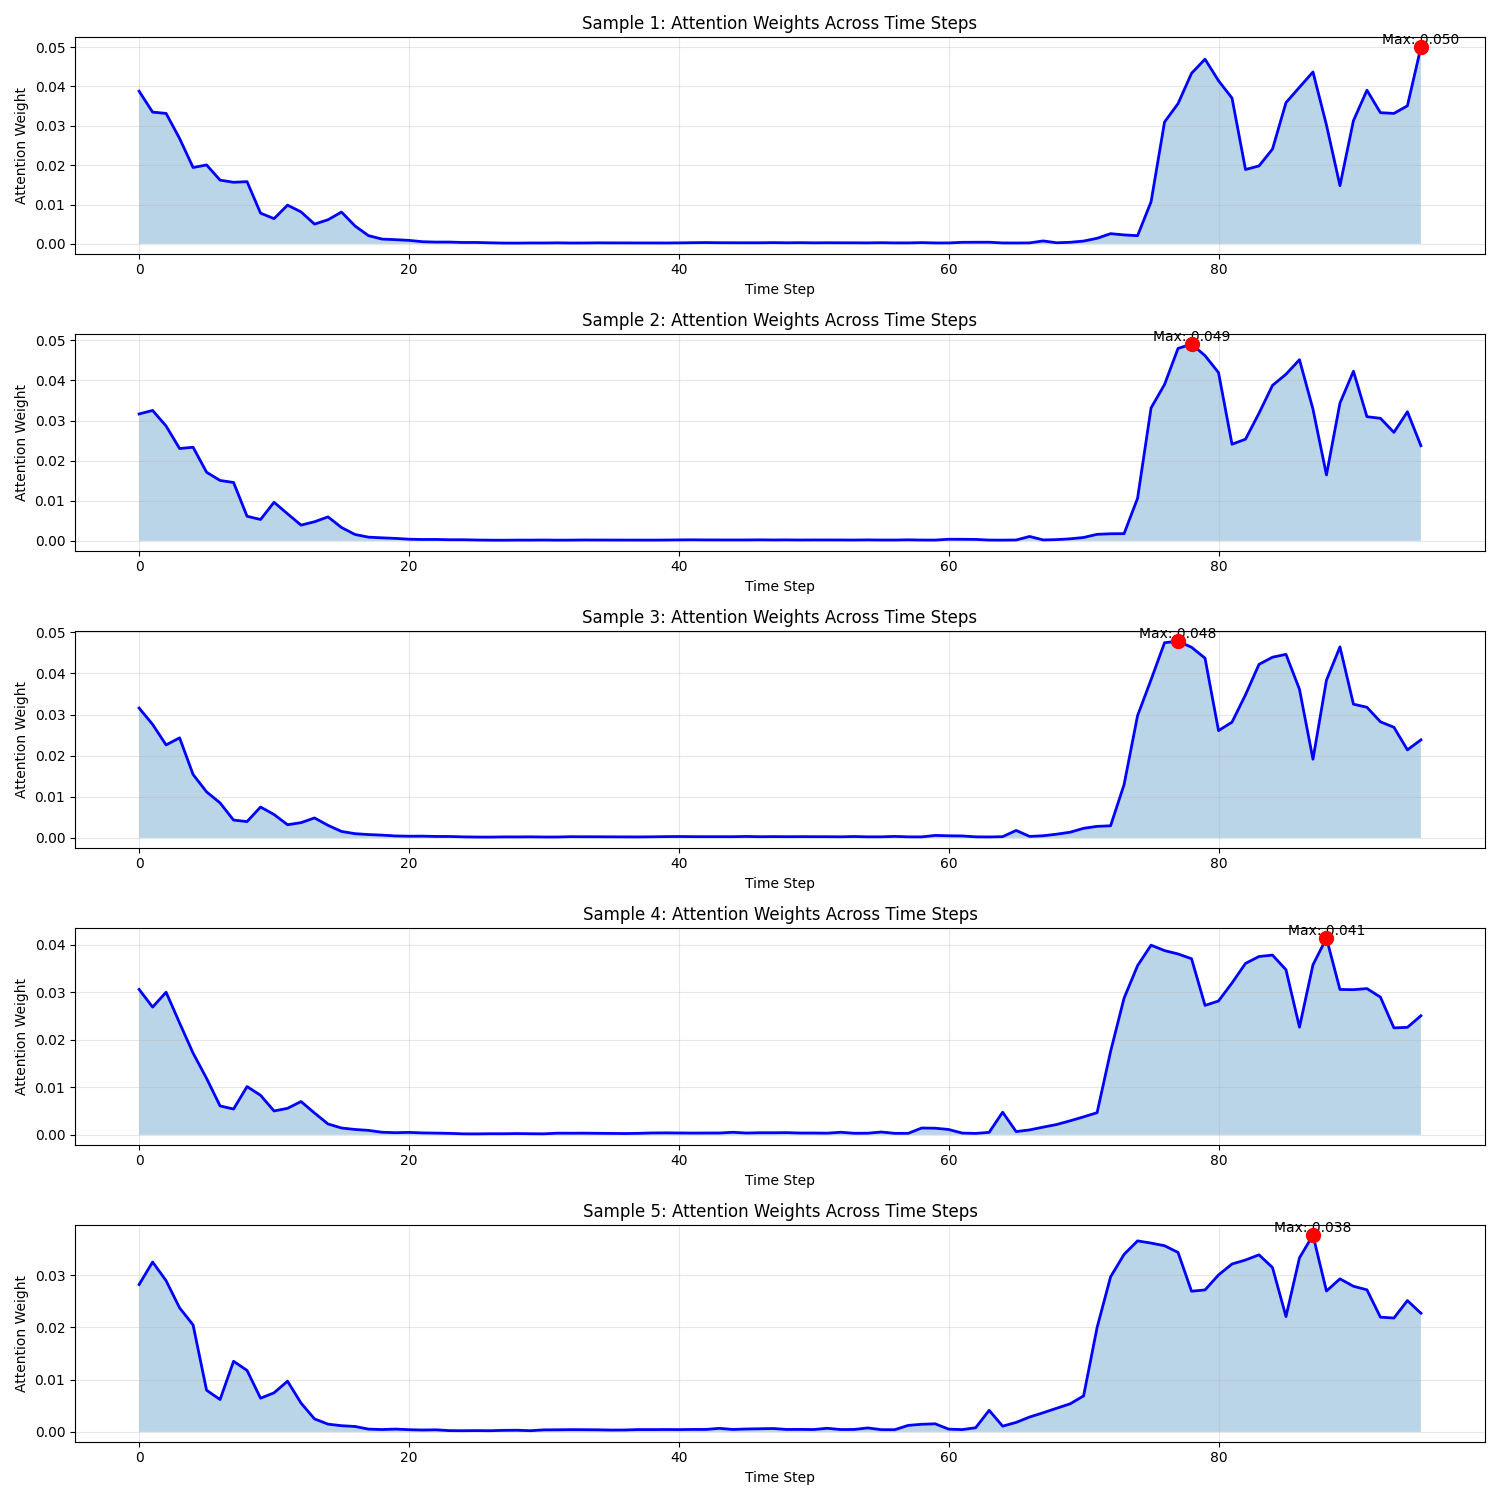 Sample 1: Attention Weights Across Time Steps
Max: 0.050
0.05
0.04
0.03
0.02
0.01
0.00
Attention Weight
0 20 40 60 80
Time Step
Sample 2: Attention Weights Across Time Steps
Max: 0.049
0.05
0.04
0.03
0.02
0.01
0.00
Attention Weight
0 20 40 60 80
Time Step
Sample 3: Attention Weights Across Time Steps
Max: 0.048
0.05
0.04
0.03
0.02
0.01
0.00
Attention Weight
0 20 40 60 80
Time Step
Sample 4: Attention Weights Across Time Steps
Max: 0.041
0.04
0.03
0.02
0.01
0.00
Attention Weight
0 20 40 60 80
Time Step
Sample 5: Attention Weights Across Time Steps
Max: 0.038
0.03
0.02
0.01
0.00
Attention Weight
0 20 40 60 80
Time Step